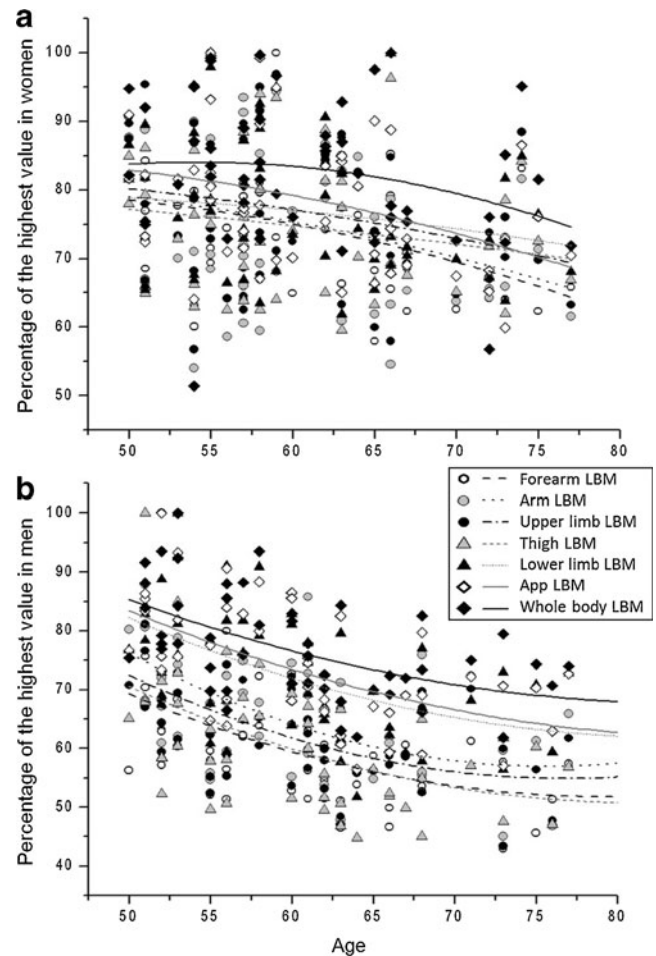 a
Percentage of the highest value in women
100
90
80
70
60
50
50 55 60 65 70 75 80
b
Percentage of the highest value in men
100
90
80
70
60
50
40
Forearm LBM
Arm LBM
Upper limb LBM
Thigh LBM
Lower limb LBM
App LBM
Whole body LBM
50 55 60 65 70 75 80
Age